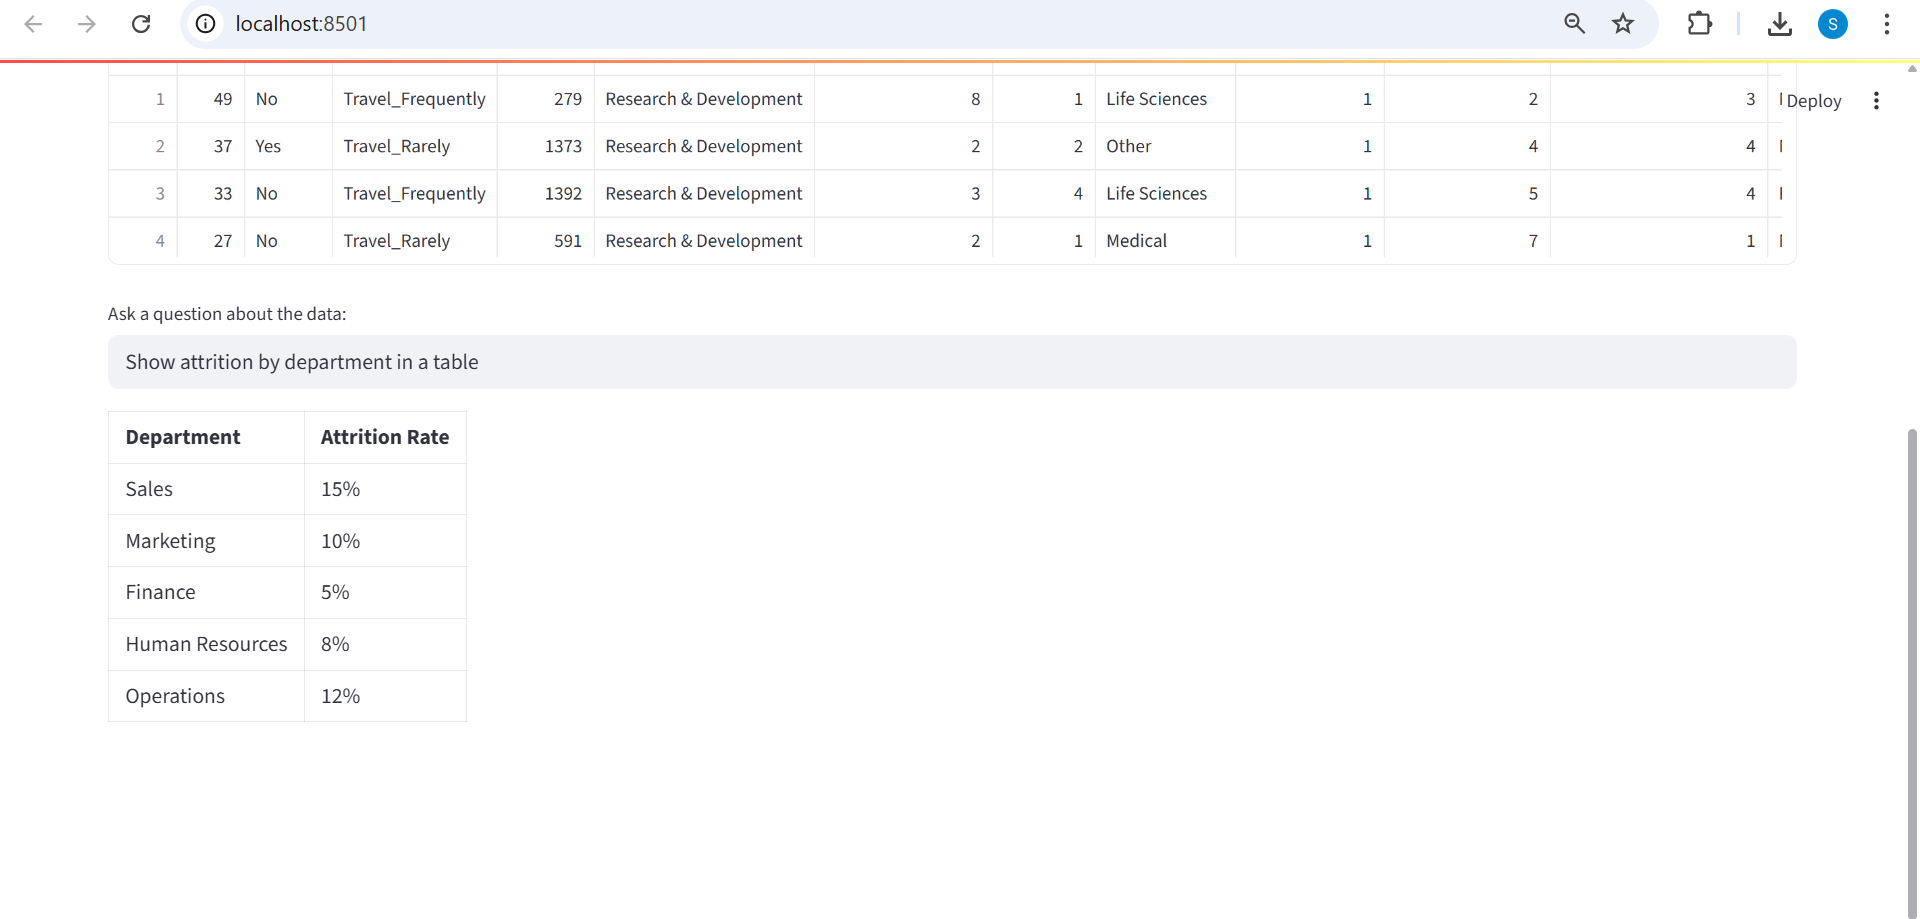 localhost:8501
S
1 49 No Travel_Frequently 279 Research & Development 8 1 Life Sciences 1 2 3
Deploy
2 37 Yes Travel_Rarely 1373 Research & Development 2 2 Other 1 4 4
3 33 No Travel_Frequently 1392 Research & Development 3 4 Life Sciences 1 5 4
4 27 No Travel_Rarely 591 Research & Development 2 1 Medical 1 7 1
Ask a question about the data:
Show attrition by department in a table
Department Attrition Rate
Sales 15%
Marketing 10%
Finance 5%
Human Resources 8%
Operations 12%